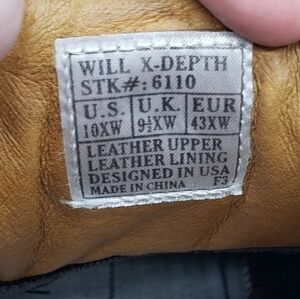 WILL X-DEPTH
STK#: 6110
U.S. U.K. EUR
10XW 9½XW 43XW
LEATHER UPPER
LEATHER LINING
DESIGNED IN USA
MADE IN CHINA F3